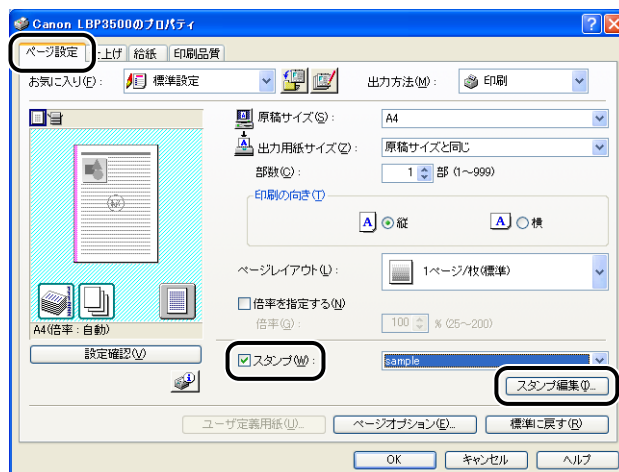 Canon LBP3500のプロパティ
ページ設定 仕上げ 給紙 印刷品質
お気に入り(F): 標準設定 出力方法(M): 印刷
原稿サイズ(S): A4
出力用紙サイズ(Z): 原稿サイズと同じ
部数(C): 1 部 (1~999)
印刷の向き(T)
A 縦 A 横
ページレイアウト(L): 1ページ/枚(標準)
倍率を指定する(N)
倍率(G): 100 % (25~200)
A4(倍率:自動)
設定確認(V)
スタンプ(W): sample
スタンプ編集(I)...
ユーザ定義用紙(U)... ページオプション(E)... 標準に戻す(R)
OK キャンセル ヘルプ